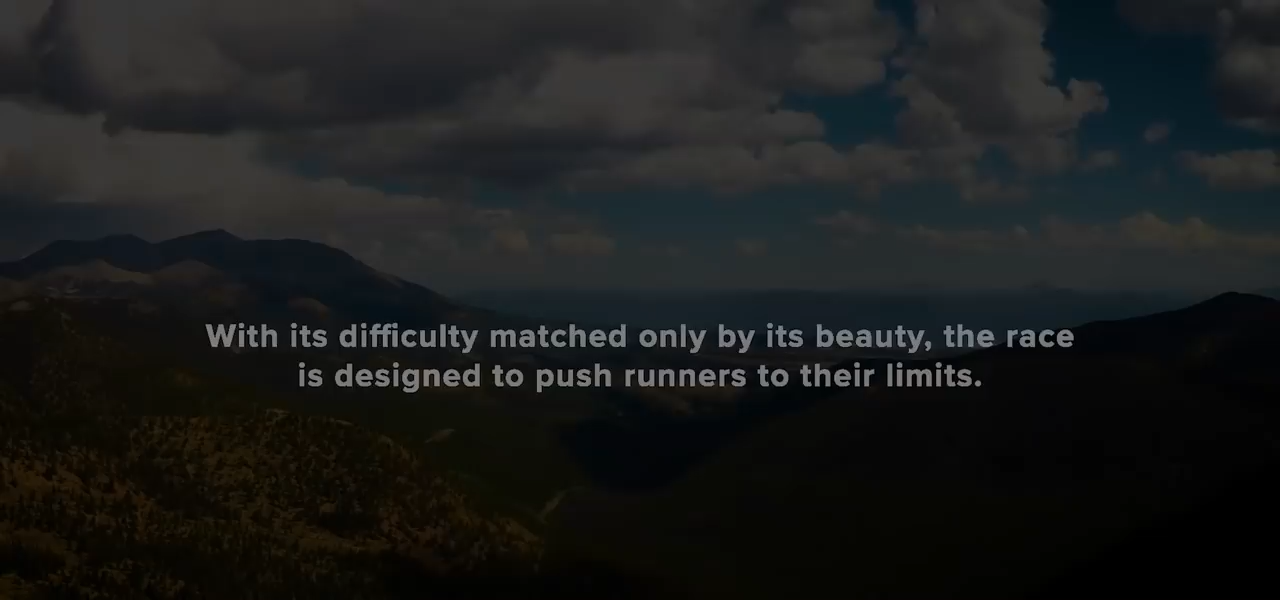 With its difficulty matched only by its beauty, the race
is designed to push runners to their limits.